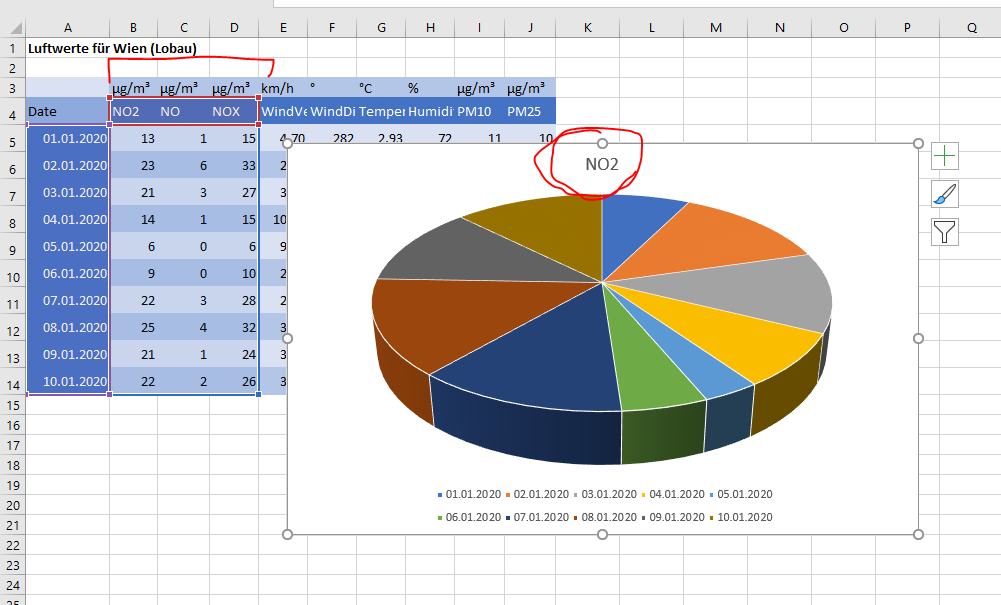 A B C D E F G H I J K L M N O P Q
1 Luftwerte für Wien (Lobau)
2
3 µg/m³ µg/m³ µg/m³ km/h ° °C % µg/m³ µg/m³
4 Date NO2 NO NOX WindVe WindDi Temper Humidi PM10 PM25
5 01.01.2020 13 1 15 4.70 282 2.93 72 11 10
6 02.01.2020 23 6 33 2
7 03.01.2020 21 3 27 3
8 04.01.2020 14 1 15 10
9 05.01.2020 6 0 6 9
10 06.01.2020 9 0 10 2
11 07.01.2020 22 3 28 2
12 08.01.2020 25 4 32 3
13 09.01.2020 21 1 24 3
14 10.01.2020 22 2 26 3
15
16
17
18
19
20
21
22
23
24
25
NO2
01.01.2020 02.01.2020 03.01.2020 04.01.2020 05.01.2020
06.01.2020 07.01.2020 08.01.2020 09.01.2020 10.01.2020